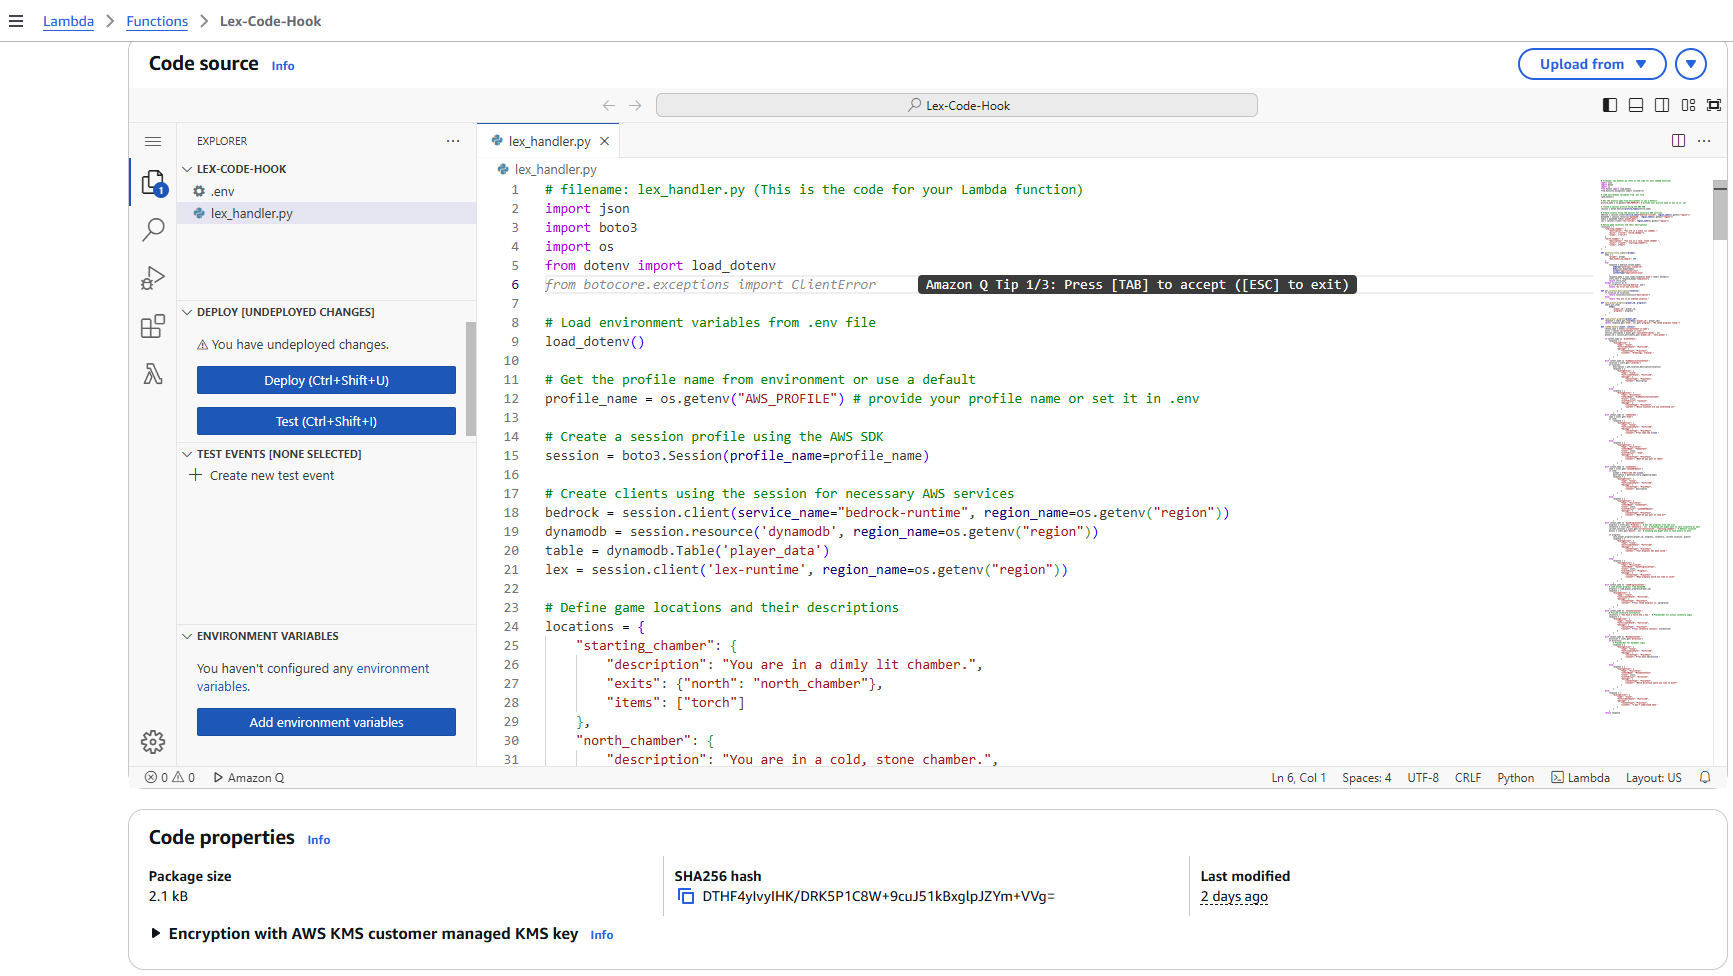 Lambda > Functions > Lex-Code-Hook
Code source Info
Upload from
Lex-Code-Hook
EXPLORER
LEX-CODE-HOOK
.env
lex_handler.py
1
DEPLOY [UNDEPLOYED CHANGES]
You have undeployed changes.
Deploy (Ctrl+Shift+U)
Test (Ctrl+Shift+I)
TEST EVENTS [NONE SELECTED]
Create new test event
ENVIRONMENT VARIABLES
You haven't configured any environment
variables.
Add environment variables
lex_handler.py
lex_handler.py
1 # filename: lex_handler.py (This is the code for your Lambda function)
2 import json
3 import boto3
4 import os
5 from dotenv import load_dotenv
6 from botocore.exceptions import ClientError Amazon Q Tip 1/3: Press [TAB] to accept ([ESC] to exit)
7
8 # Load environment variables from .env file
9 load_dotenv()
10
11 # Get the profile name from environment or use a default
12 profile_name = os.getenv("AWS_PROFILE") # provide your profile name or set it in .env
13
14 # Create a session profile using the AWS SDK
15 session = boto3.Session(profile_name=profile_name)
16
17 # Create clients using the session for necessary AWS services
18 bedrock = session.client(service_name="bedrock-runtime", region_name=os.getenv("region"))
19 dynamodb = session.resource('dynamodb', region_name=os.getenv("region"))
20 table = dynamodb.Table('player_data')
21 lex = session.client('lex-runtime', region_name=os.getenv("region"))
22
23 # Define game locations and their descriptions
24 locations = {
25 "starting_chamber": {
26 "description": "You are in a dimly lit chamber.",
27 "exits": {"north": "north_chamber"},
28 "items": ["torch"]
29 },
30 "north_chamber": {
31 "description": "You are in a cold, stone chamber.",
0 0 Amazon Q
Ln 6, Col 1 Spaces: 4 UTF-8 CRLF Python Lambda Layout: US
Code properties Info
Package size
2.1 kB
SHA256 hash
DTHF4yIvyIHK/DRK5P1C8W+9cuJ51kBxglpJZYm+VVg=
Last modified
2 days ago
Encryption with AWS KMS customer managed KMS key Info